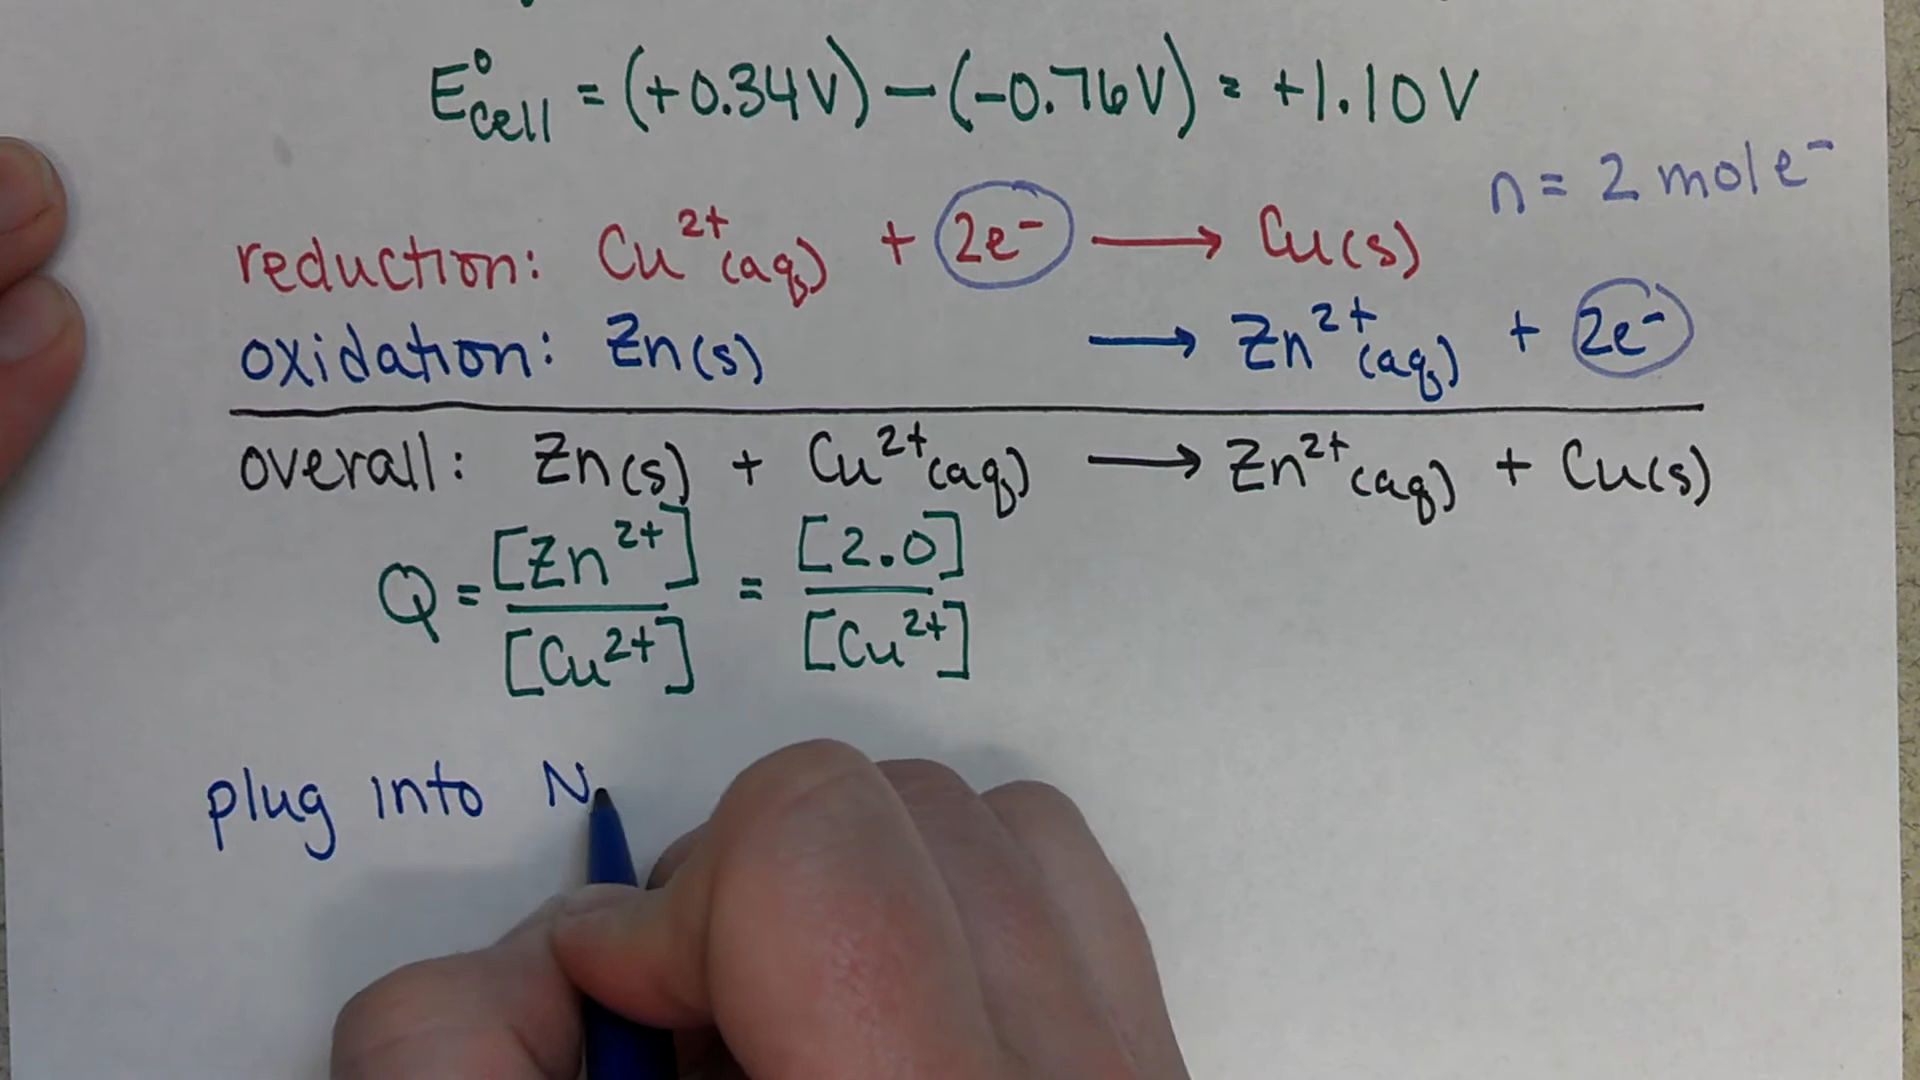 E°cell = (+0.34V) − (−0.76V) = +1.10V
n = 2 mol e⁻
reduction: Cu²⁺(aq) + 2e⁻ → Cu(s)
oxidation: Zn(s) → Zn²⁺(aq) + 2e⁻
overall: Zn(s) + Cu²⁺(aq) → Zn²⁺(aq) + Cu(s)
Q = [Zn²⁺]/[Cu²⁺] = [2.0]/[Cu²⁺]
plug into N